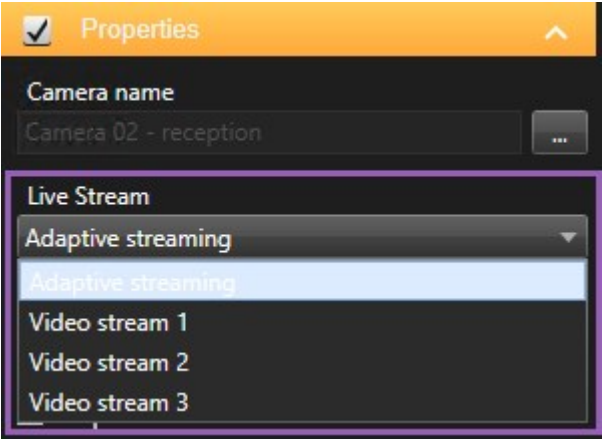 Properties
Camera name
Camera 02 - reception
...
Live Stream
Adaptive streaming
Adaptive streaming
Video stream 1
Video stream 2
Video stream 3